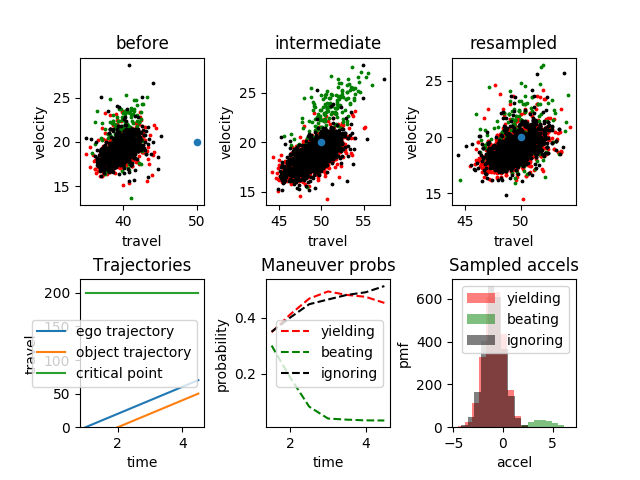 before
intermediate
resampled
velocity
25
20
15
40
50
travel
velocity
25
20
15
45
50
55
travel
velocity
25
20
15
45
50
travel
Trajectories
Maneuver probs
Sampled accels
travel
200
150
100
50
0
ego trajectory
object trajectory
critical point
2
4
time
probability
0.4
0.2
yielding
beating
ignoring
2
4
time
pmf
600
400
200
0
yielding
beating
ignoring
−5
0
5
accel